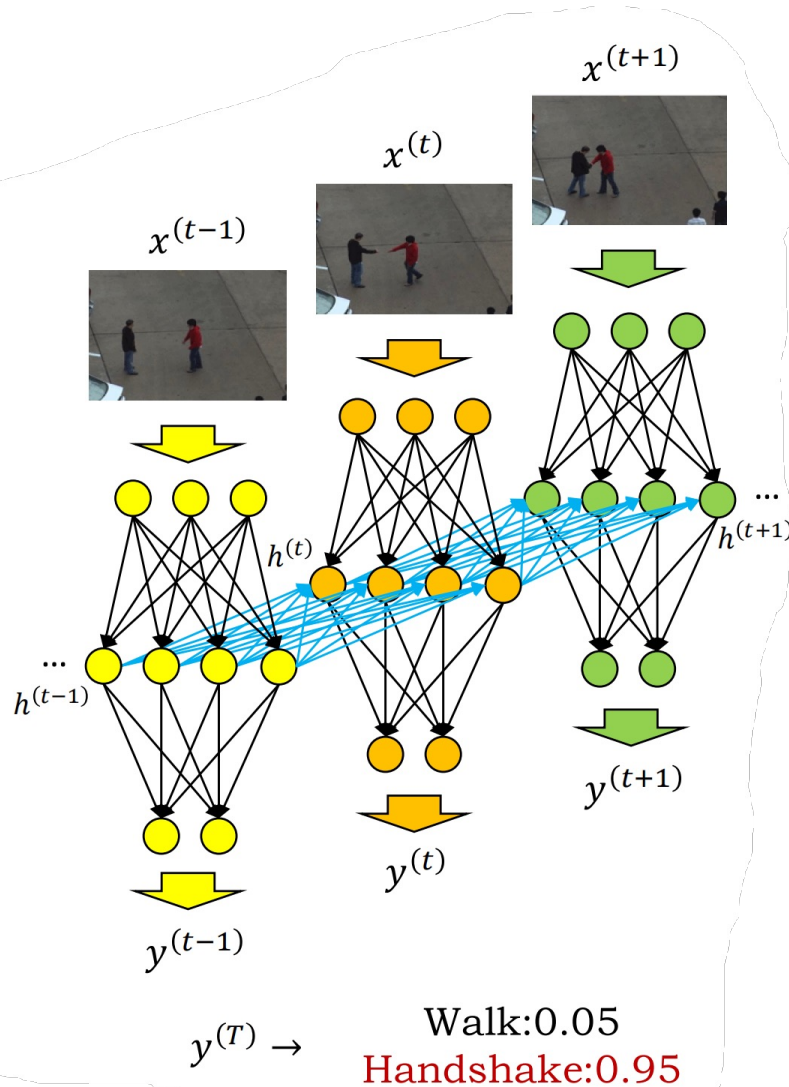 x^(t+1)
x^(t)
x^(t−1)
h^(t)
... h^(t+1)
... h^(t−1)
y^(t+1)
y^(t)
y^(t−1)
y^(T) → Walk:0.05
Handshake:0.95